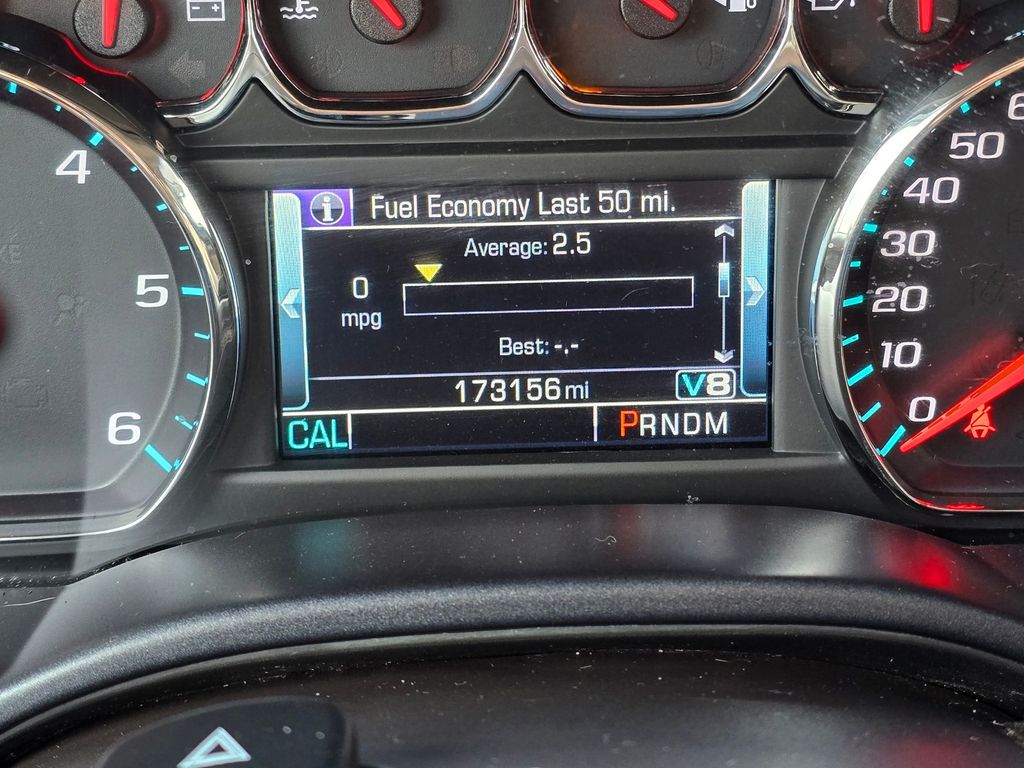 Fuel Economy Last 50 mi.
Average: 2.5
0
mpg
Best: -.-
173156 mi V8
CAL PRNDM
4
5
6
50
40
30
20
10
0